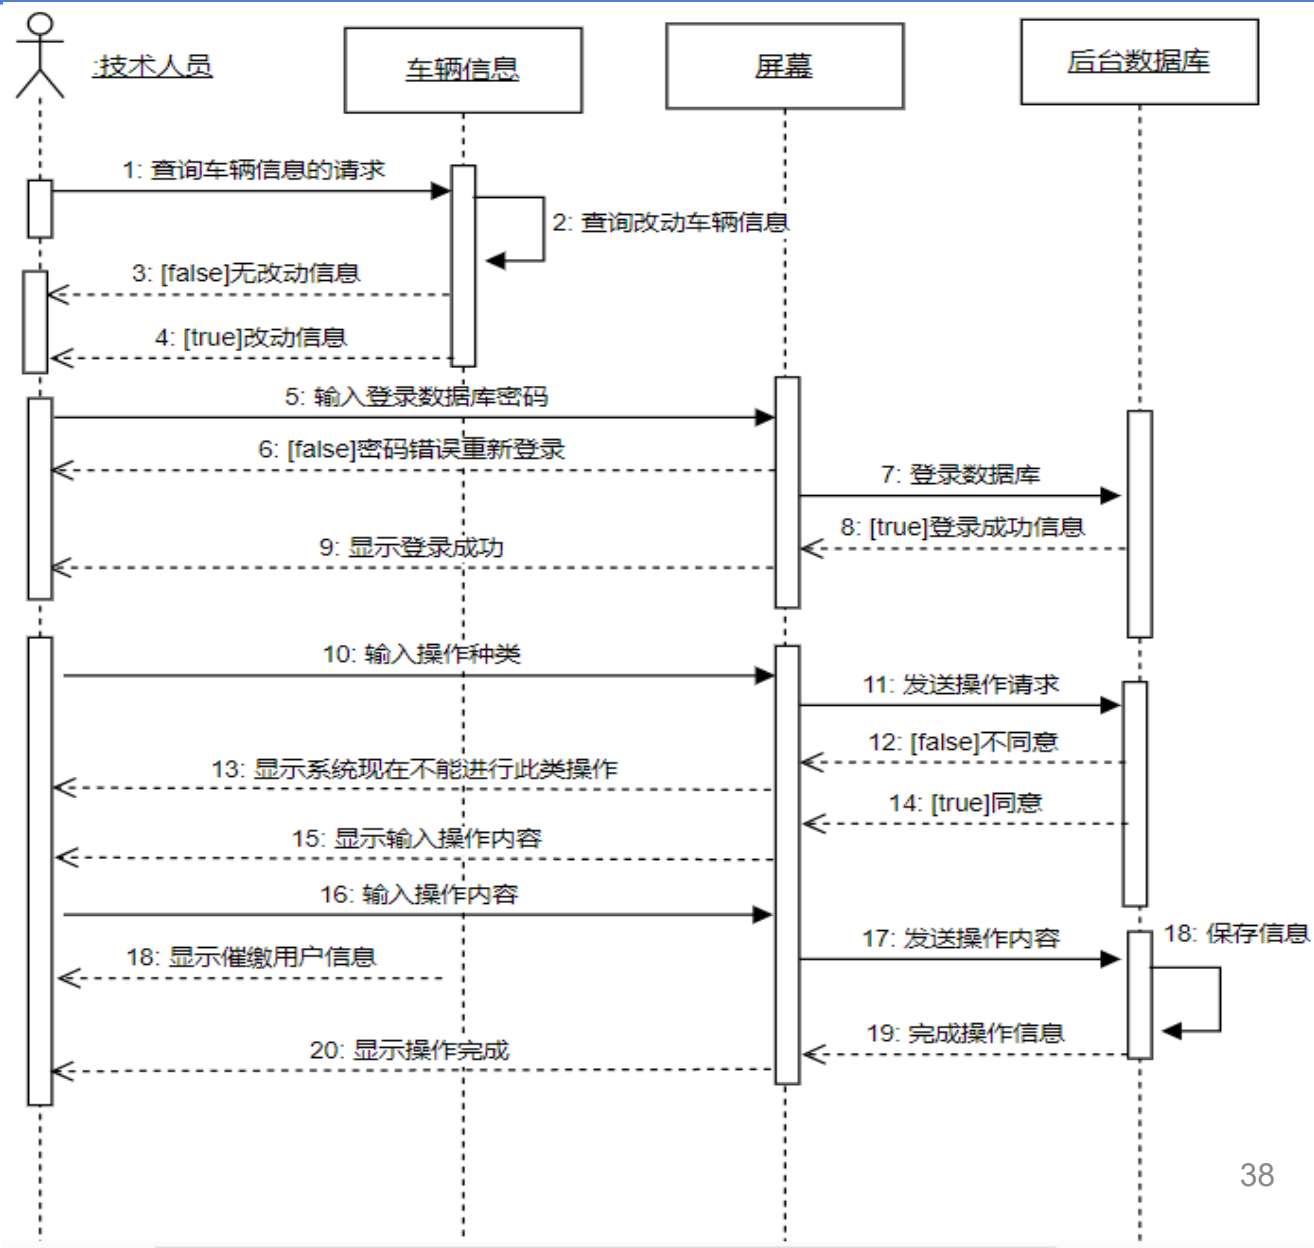 :技术人员
车辆信息
屏幕
后台数据库
1: 查询车辆信息的请求
2: 查询改动车辆信息
3: [false]无改动信息
4: [true]改动信息
5: 输入登录数据库密码
6: [false]密码错误重新登录
7: 登录数据库
8: [true]登录成功信息
9: 显示登录成功
10: 输入操作种类
11: 发送操作请求
12: [false]不同意
13: 显示系统现在不能进行此类操作
14: [true]同意
15: 显示输入操作内容
16: 输入操作内容
17: 发送操作内容
18: 保存信息
18: 显示催缴用户信息
19: 完成操作信息
20: 显示操作完成
38